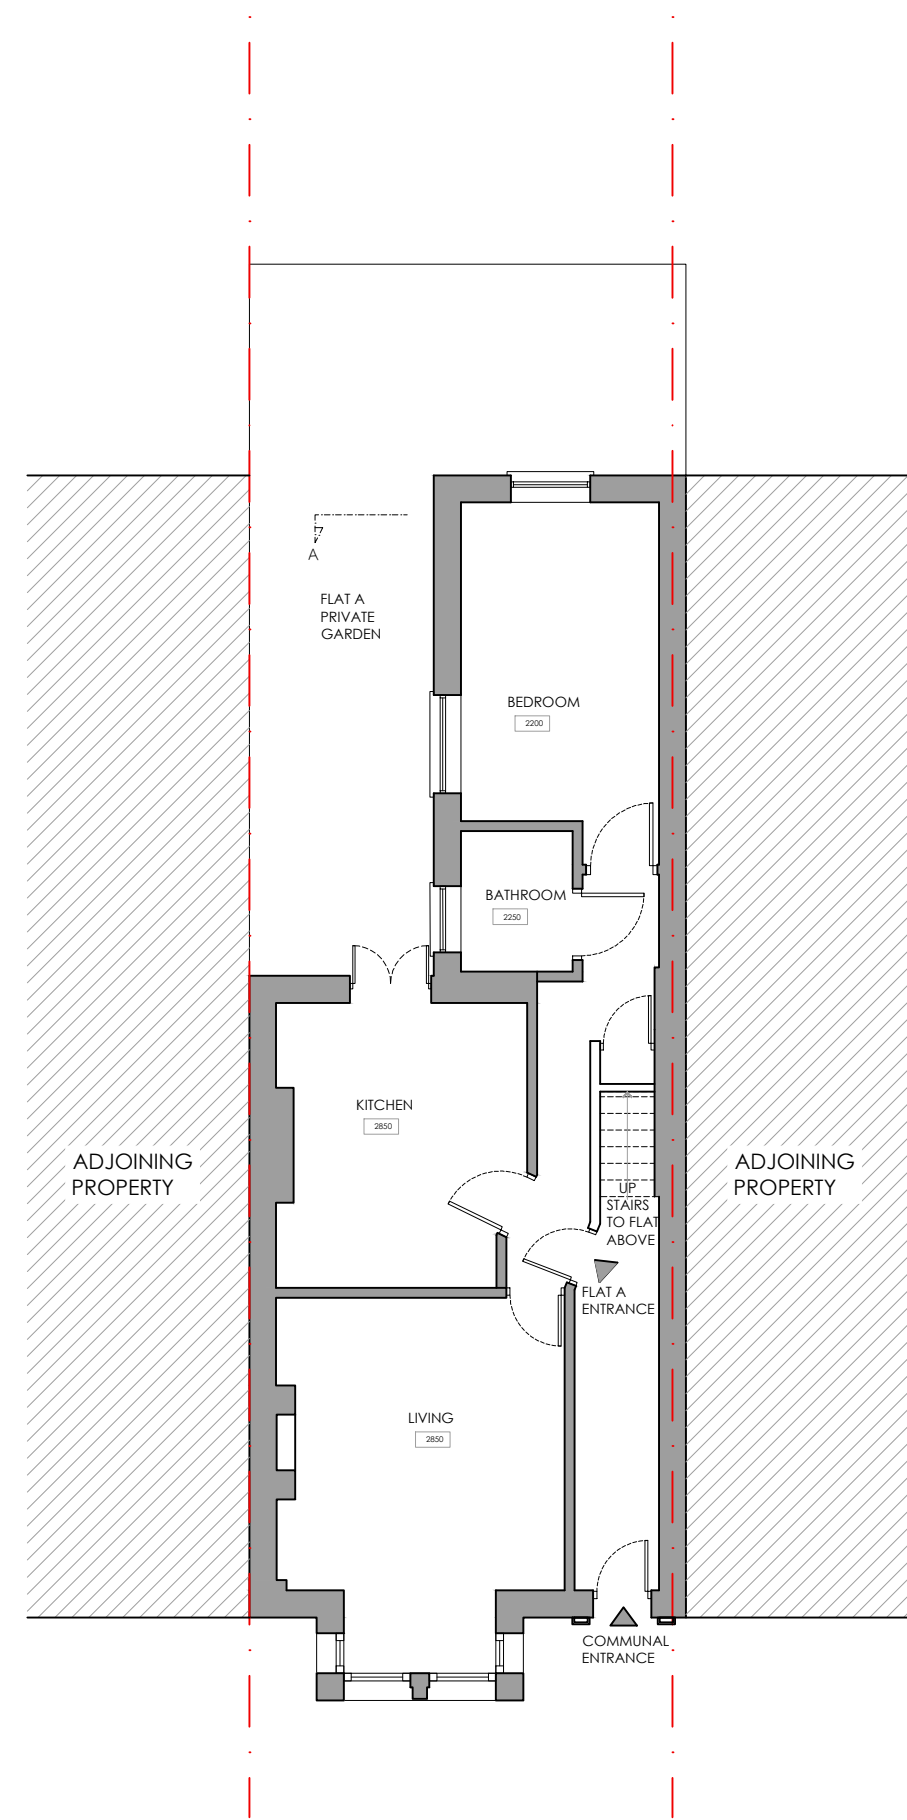 A
FLAT A
PRIVATE
GARDEN
BEDROOM
2200
BATHROOM
2250
KITCHEN
2850
ADJOINING
PROPERTY
ADJOINING
PROPERTY
UP
STAIRS
TO FLAT
ABOVE
FLAT A
ENTRANCE
LIVING
2850
COMMUNAL
ENTRANCE